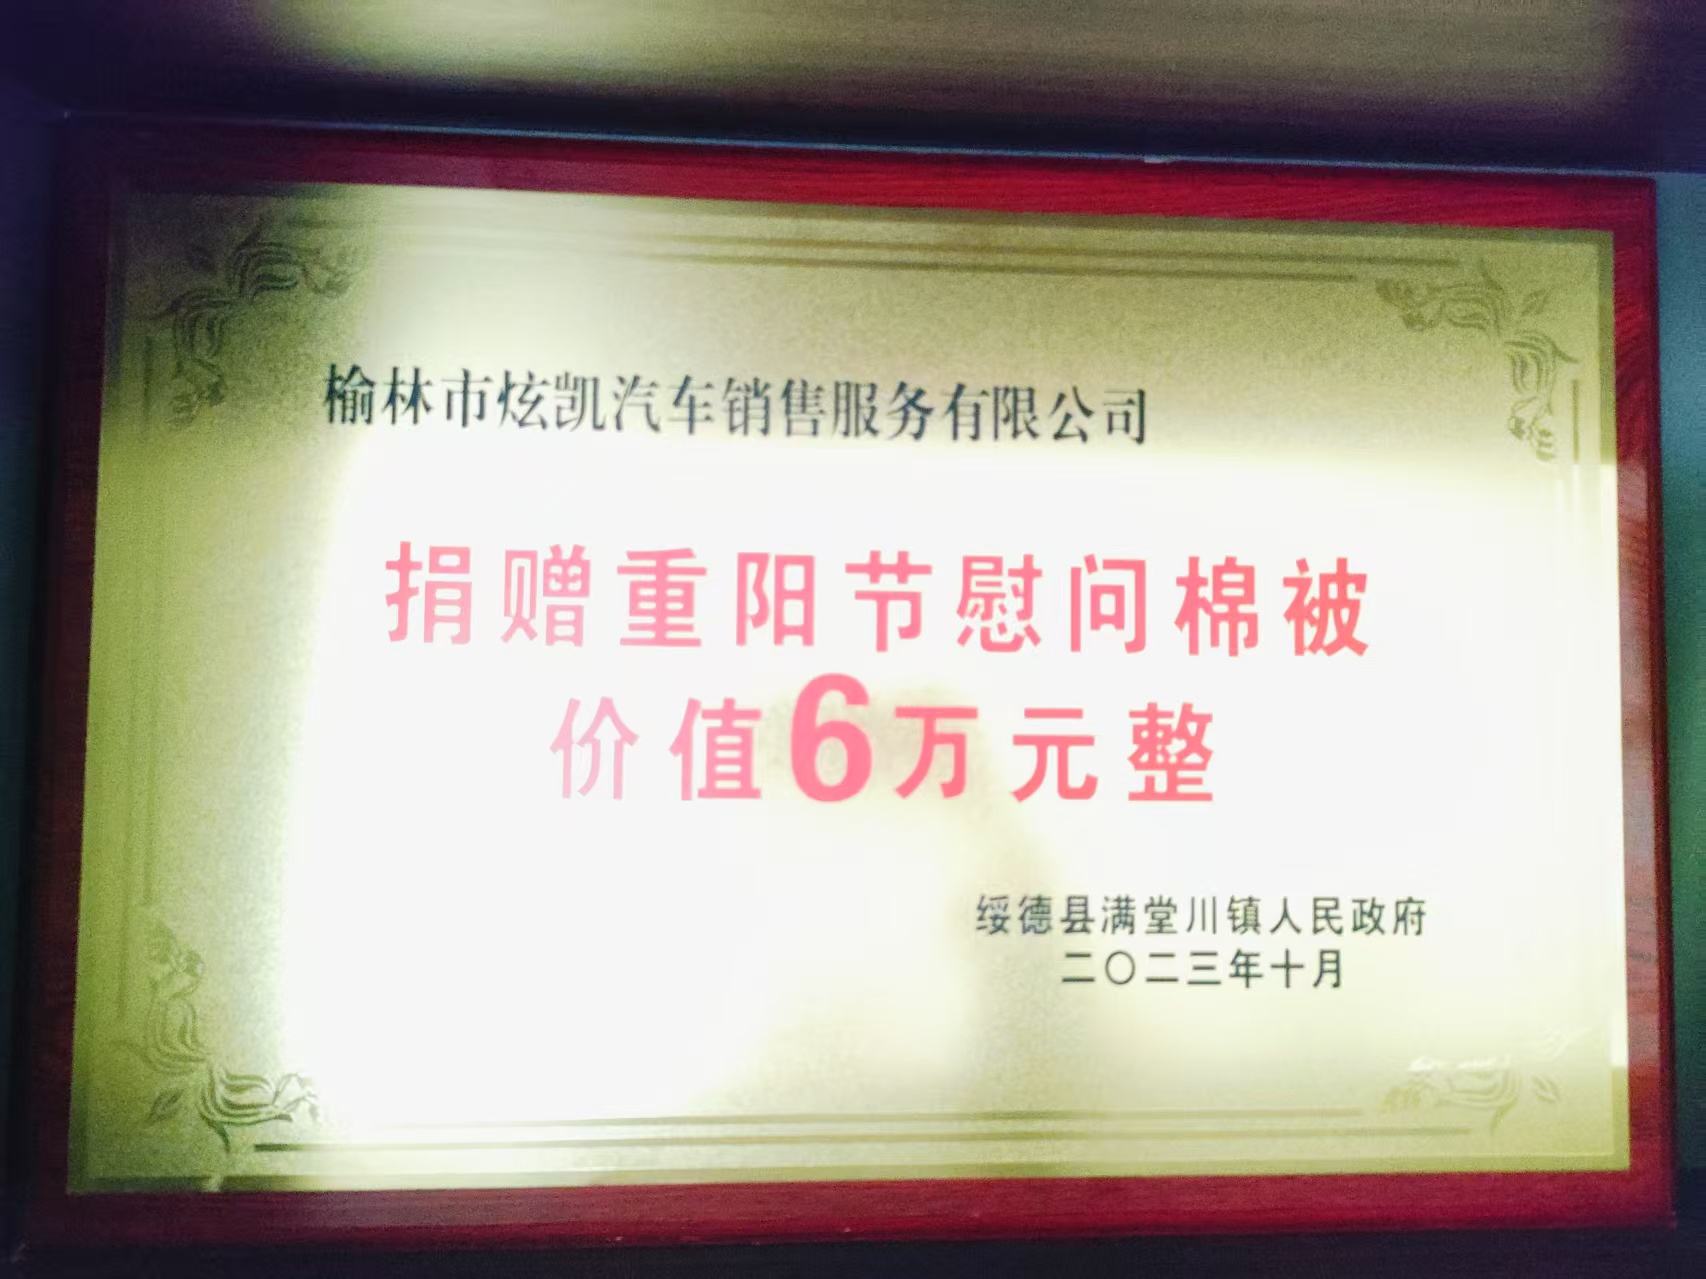 榆林市炫凯汽车销售服务有限公司
捐赠重阳节慰问棉被
价值6万元整
绥德县满堂川镇人民政府
二〇二三年十月